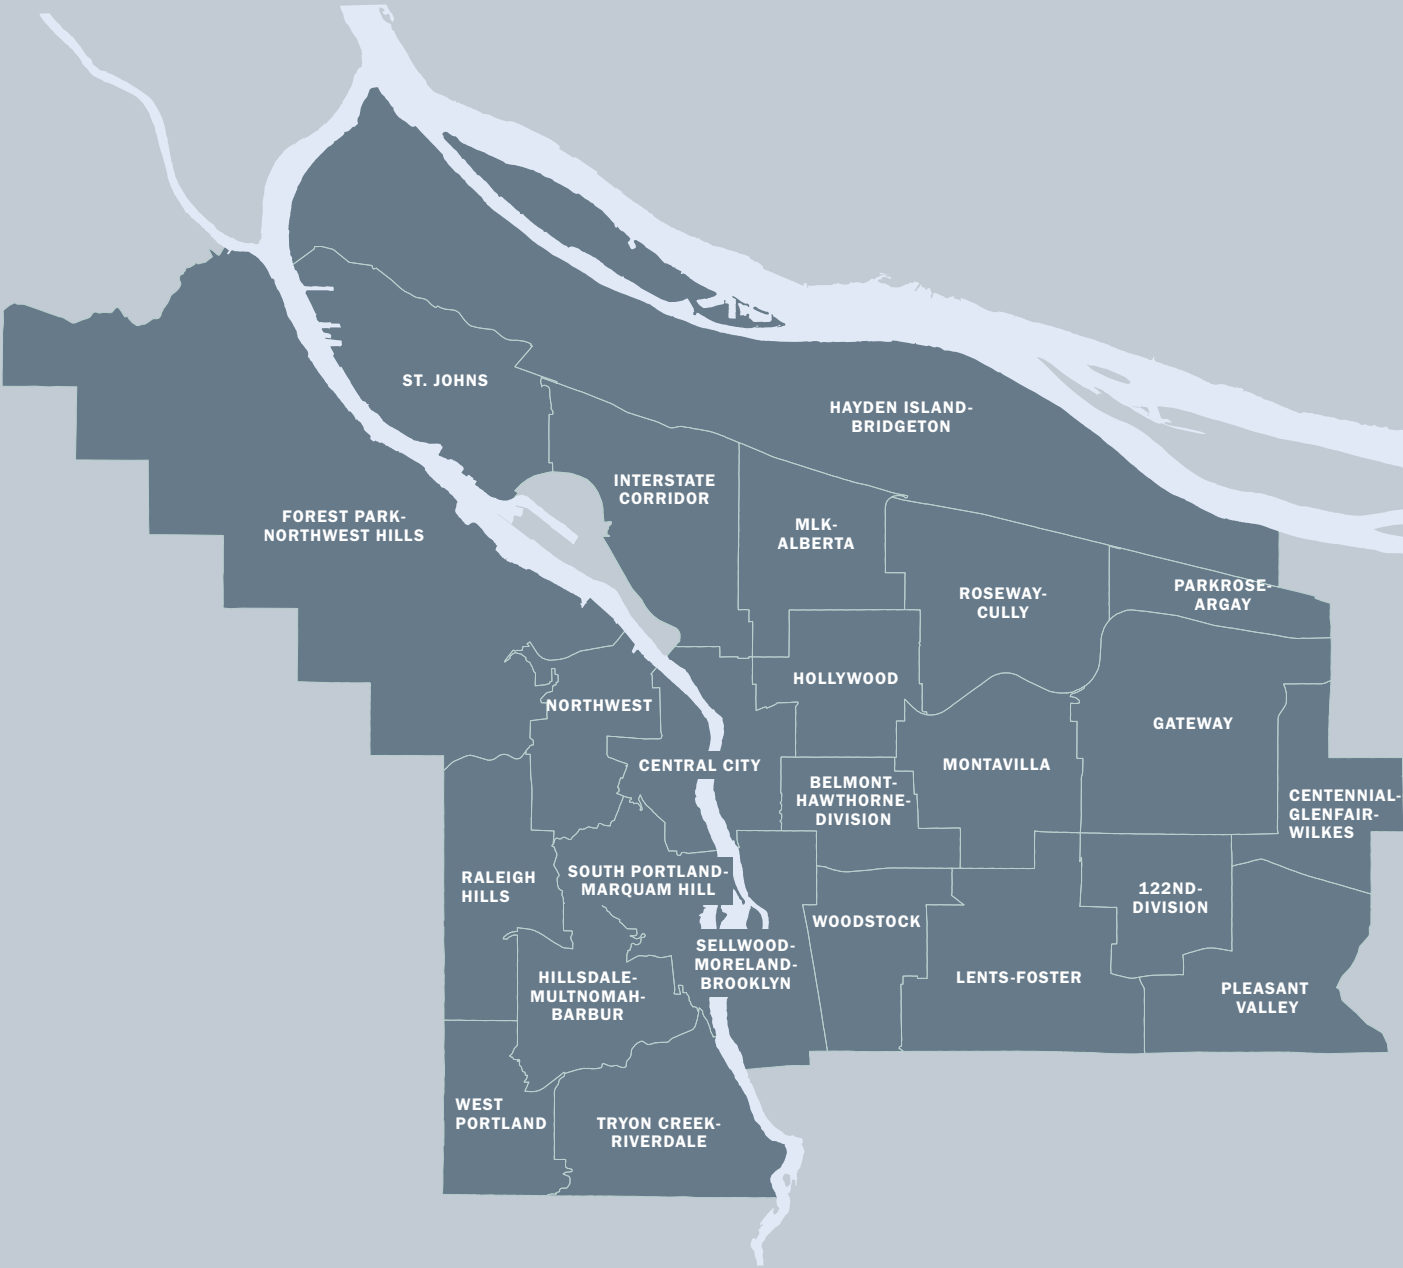 ST. JOHNS
HAYDEN ISLAND-
BRIDGETON
INTERSTATE
CORRIDOR
FOREST PARK-
NORTHWEST HILLS
MLK-
ALBERTA
ROSEWAY-
CULLY
PARKROSE-
ARGAY
HOLLYWOOD
NORTHWEST
GATEWAY
CENTRAL CITY
MONTAVILLA
BELMONT-
HAWTHORNE-
DIVISION
CENTENNIAL-
GLENFAIR-
WILKES
RALEIGH
HILLS
SOUTH PORTLAND-
MARQUAM HILL
122ND-
DIVISION
WOODSTOCK
SELLWOOD-
MORELAND-
BROOKLYN
HILLSDALE-
MULTNOMAH-
BARBUR
LENTS-FOSTER
PLEASANT
VALLEY
WEST
PORTLAND
TRYON CREEK-
RIVERDALE